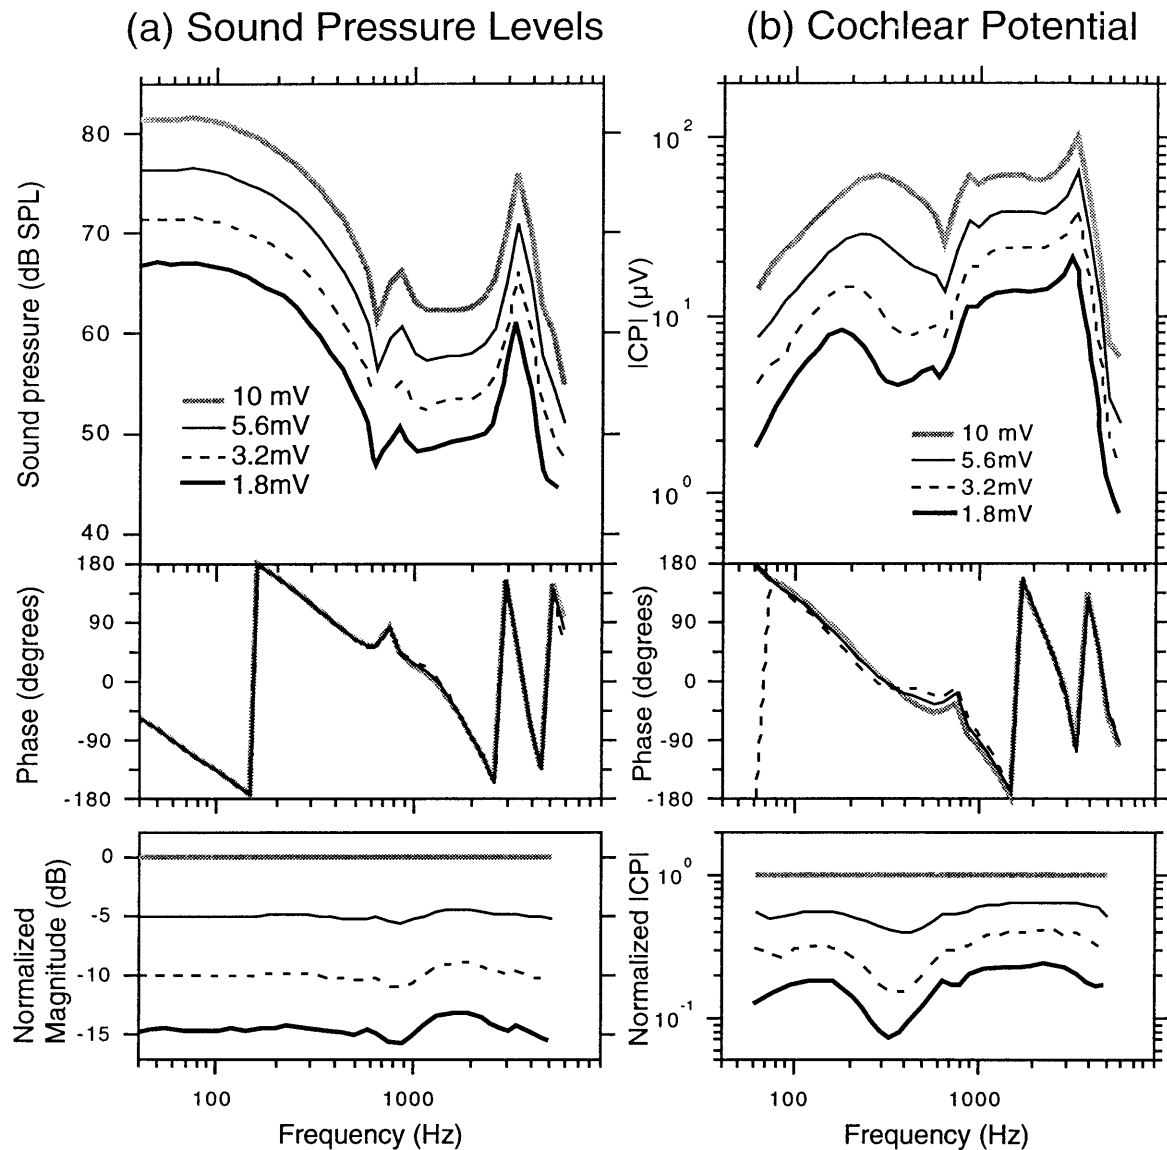 (a) Sound Pressure Levels
(b) Cochlear Potential
Sound pressure (dB SPL)
80
70
60
50
40
10 mV
5.6mV
3.2mV
1.8mV
|CP| (µV)
10²
10¹
10⁰
10 mV
5.6mV
3.2mV
1.8mV
Phase (degrees)
180
90
0
-90
-180
Phase (degrees)
180
90
0
-90
-180
Normalized
Magnitude (dB)
0
-5
-10
-15
Normalized |CP|
10⁰
10⁻¹
100
1000
Frequency (Hz)
100
1000
Frequency (Hz)